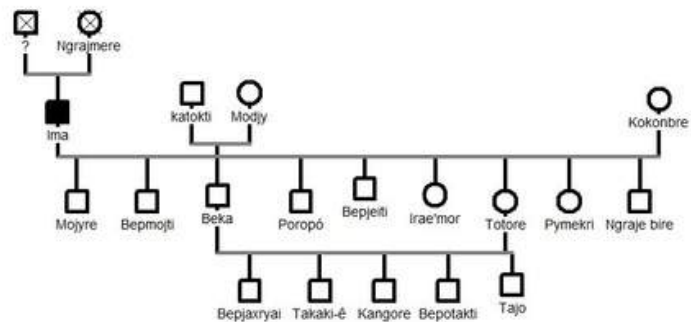 ? Ngrajmere
katokti Modjy
Kokonbre
Ima
Mojyre Bepmojti Beka Poropó Bepjeiti Irae'mor Totore Pymekri Ngraje bire
Bepjaxryai Takaki-ê Kangore Bepotakti Tajo